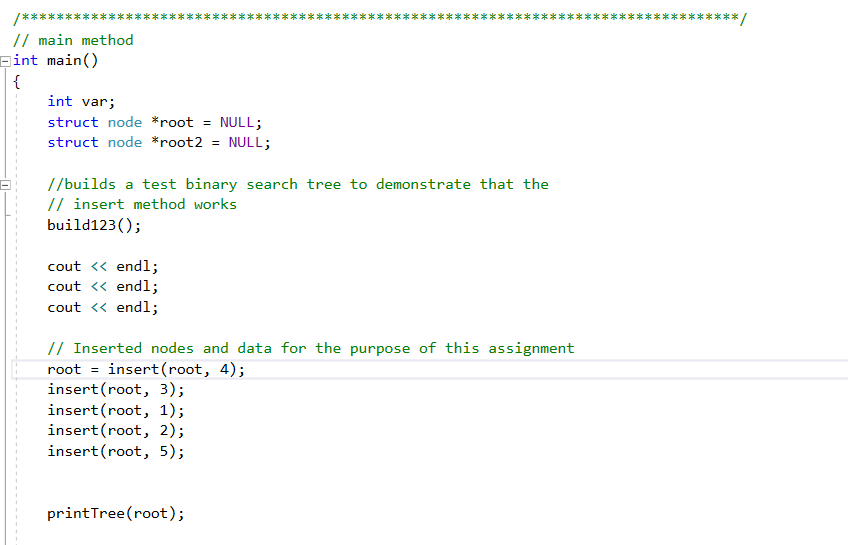 /***********************************************************************************/
// main method
int main()
{
int var;
struct node *root = NULL;
struct node *root2 = NULL;
//builds a test binary search tree to demonstrate that the
// insert method works
build123();
cout << endl;
cout << endl;
cout << endl;
// Inserted nodes and data for the purpose of this assignment
root = insert(root, 4);
insert(root, 3);
insert(root, 1);
insert(root, 2);
insert(root, 5);
printTree(root);